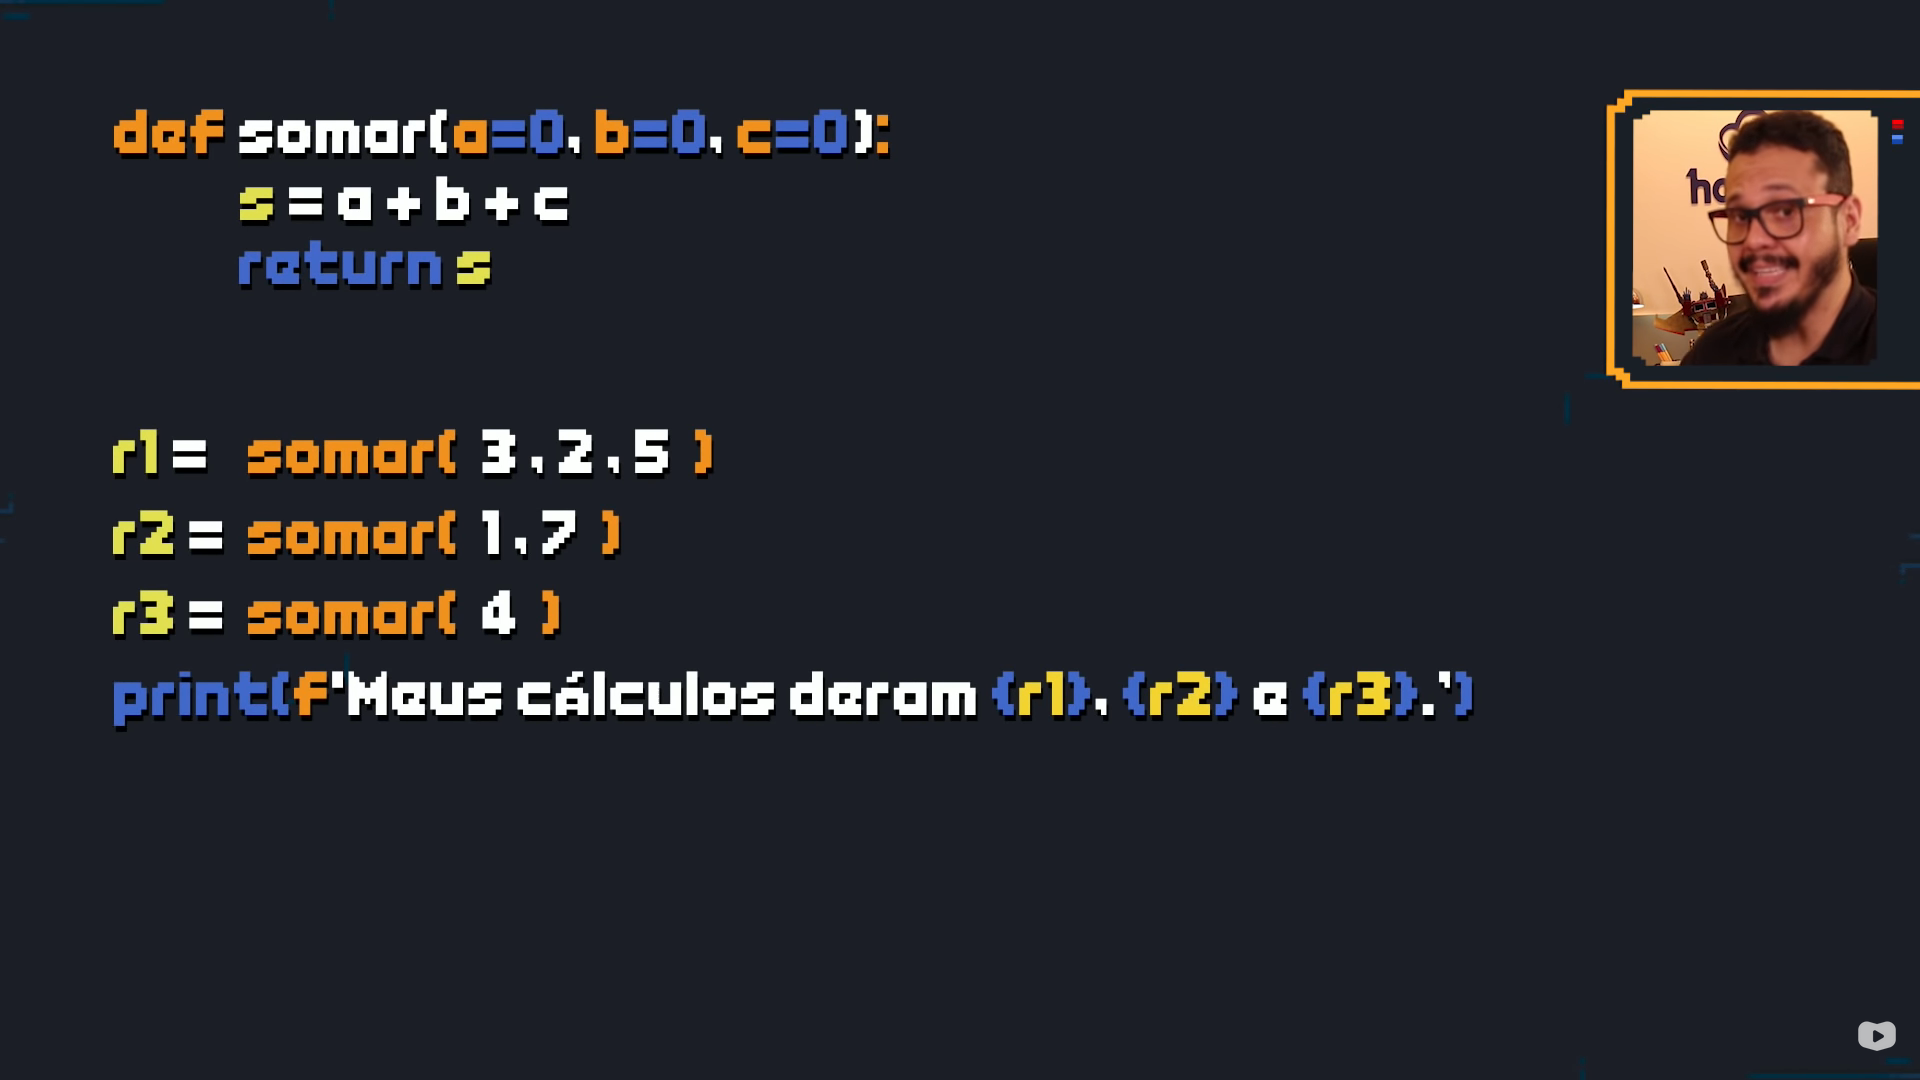 def somar(a=0, b=0, c=0):
s = a + b + c
return s
r1 = somar( 3 , 2 , 5 )
r2 = somar( 1 , 7 )
r3 = somar( 4 )
print(f'Meus cálculos deram {r1}, {r2} e {r3}.')